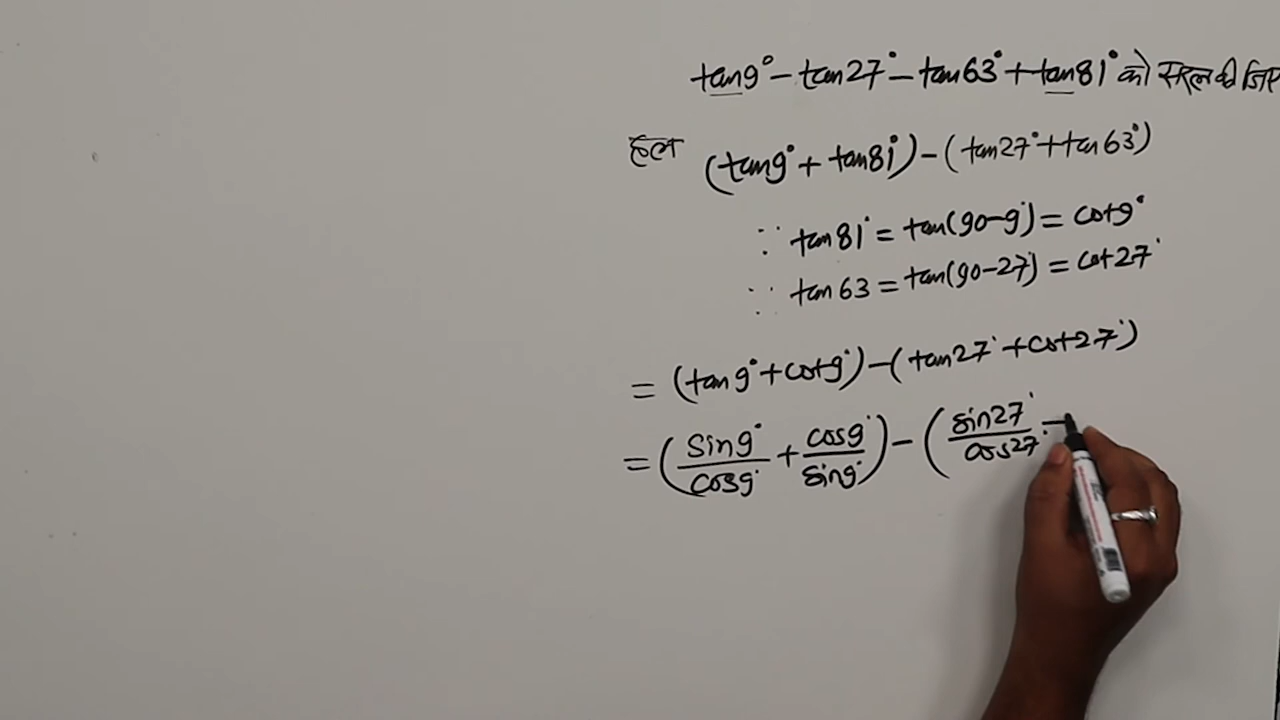 tan9° - tan27° - tan63° + tan81° को सरल कीजिए
हल (tan9° + tan81°) - (tan27° + tan63°)
∵ tan81° = tan(90-9°) = cot9°
∵ tan63 = tan(90-27°) = cot27°
= (tan9° + cot9°) - (tan27° + cot27°)
= (sin9°/cos9° + cos9°/sin9°) - (sin27°/cos27°